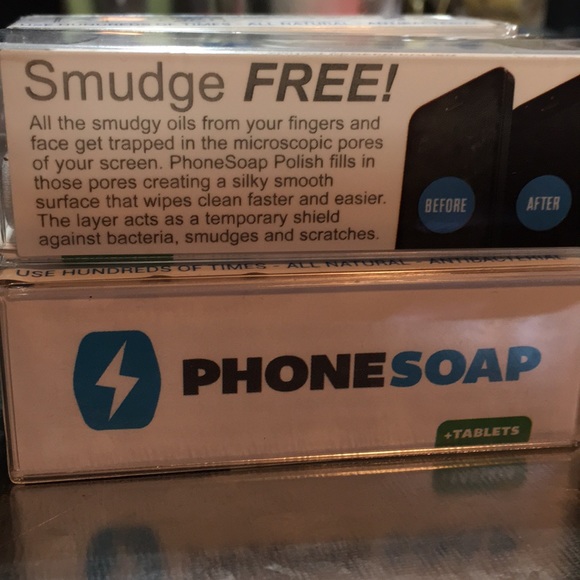 ALL NATURAL
Smudge FREE!
All the smudgy oils from your fingers and
face get trapped in the microscopic pores
of your screen. PhoneSoap Polish fills in
those pores creating a silky smooth
surface that wipes clean faster and easier.
The layer acts as a temporary shield
against bacteria, smudges and scratches.
BEFORE
AFTER
USE HUNDREDS OF TIMES - ALL NATURAL - ANTIBACTERIAL
PHONESOAP
+TABLETS